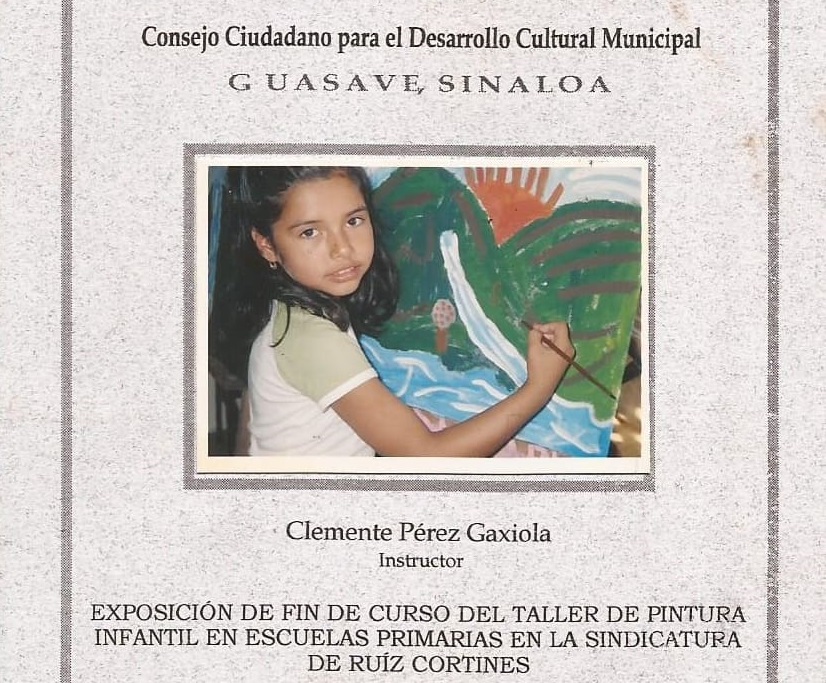 Consejo Ciudadano para el Desarrollo Cultural Municipal
GUASAVE, SINALOA
Clemente Pérez Gaxiola
Instructor
EXPOSICIÓN DE FIN DE CURSO DEL TALLER DE PINTURA
INFANTIL EN ESCUELAS PRIMARIAS EN LA SINDICATURA
DE RUÍZ CORTINES